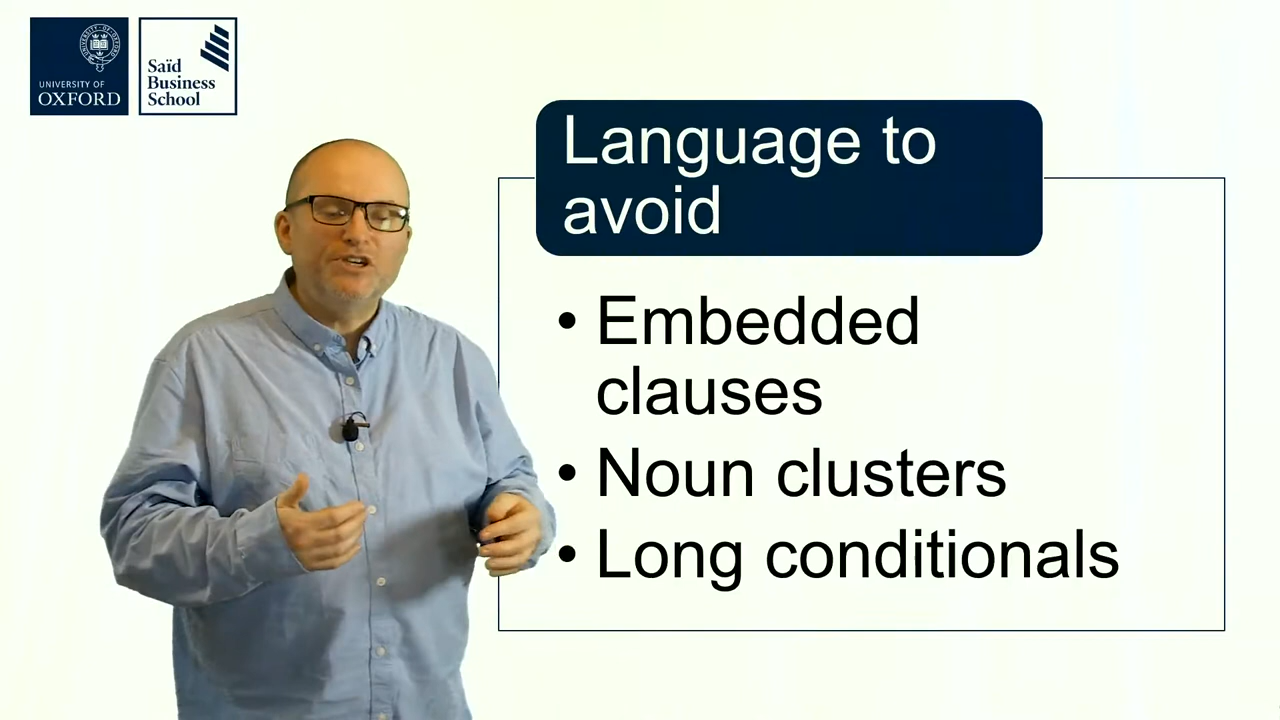 UNIVERSITY OF
OXFORD
Saïd
Business
School
Language to
avoid
• Embedded
clauses
• Noun clusters
• Long conditionals